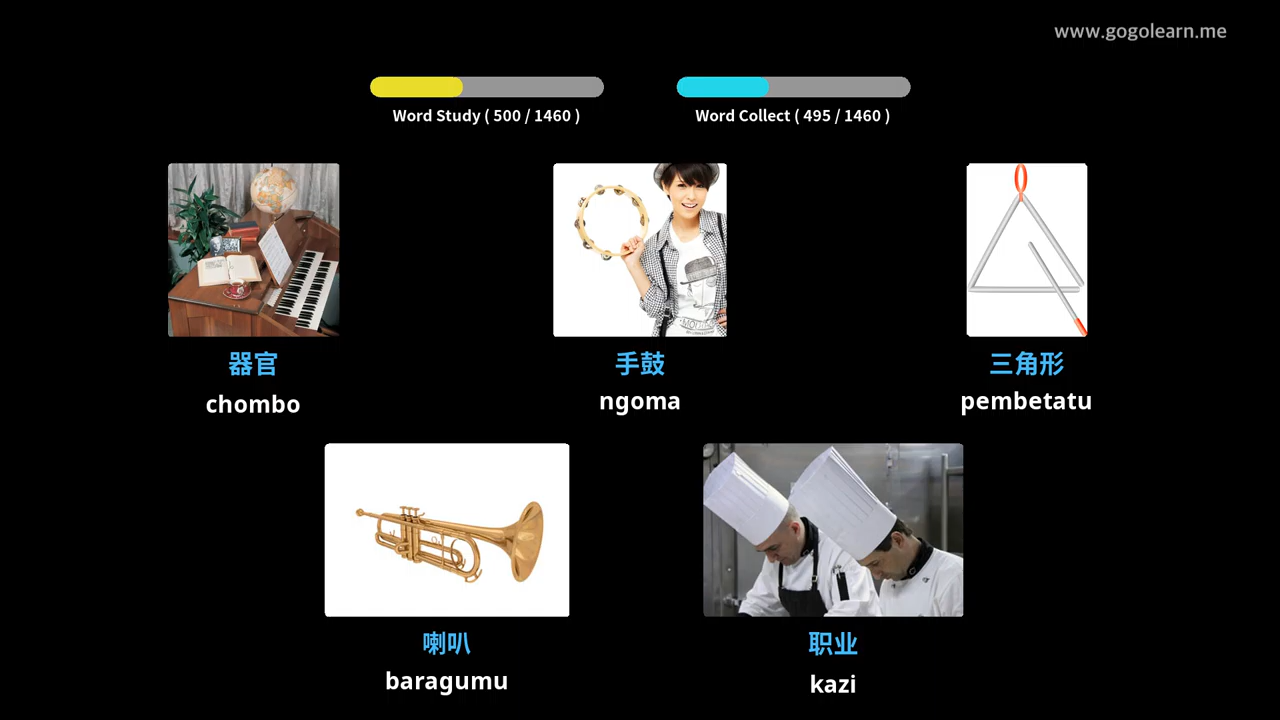 www.gogolearn.me
Word Study ( 500 / 1460 )
Word Collect ( 495 / 1460 )
器官
chombo
手鼓
ngoma
三角形
pembetatu
喇叭
baragumu
职业
kazi